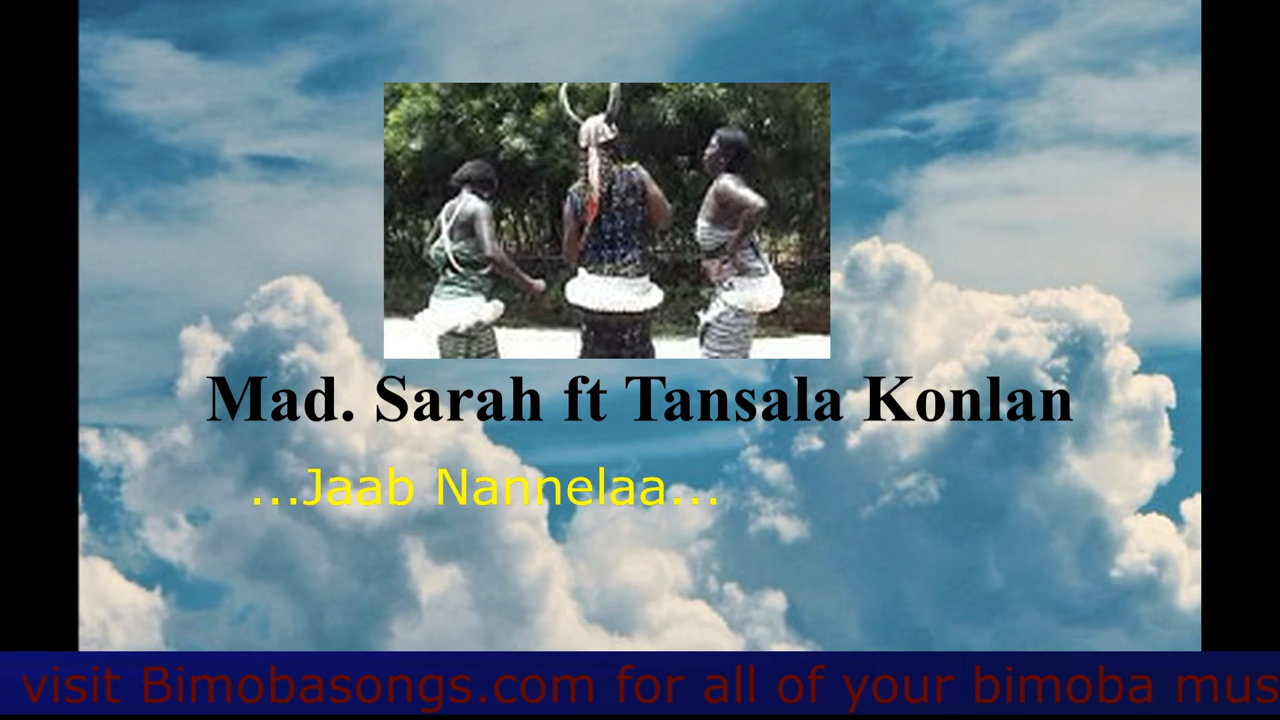 Mad. Sarah ft Tansala Konlan
...Jaab Nannelaa...
visit Bimobasongs.com for all of your bimoba mus